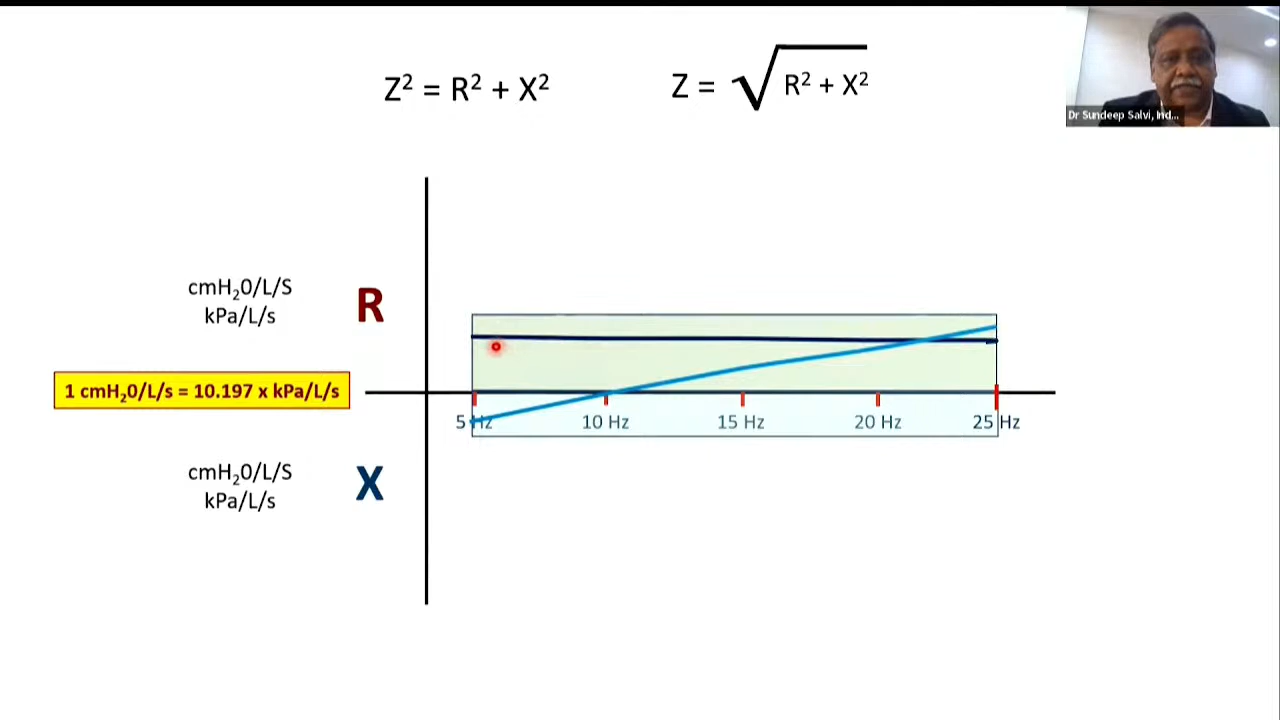 Z² = R² + X²
Z = √R² + X²
Dr Sundeep Salvi, Ind...
cmH₂0/L/S
kPa/L/s
R
1 cmH₂0/L/s = 10.197 x kPa/L/s
5 Hz
10 Hz
15 Hz
20 Hz
25 Hz
cmH₂0/L/S
kPa/L/s
X